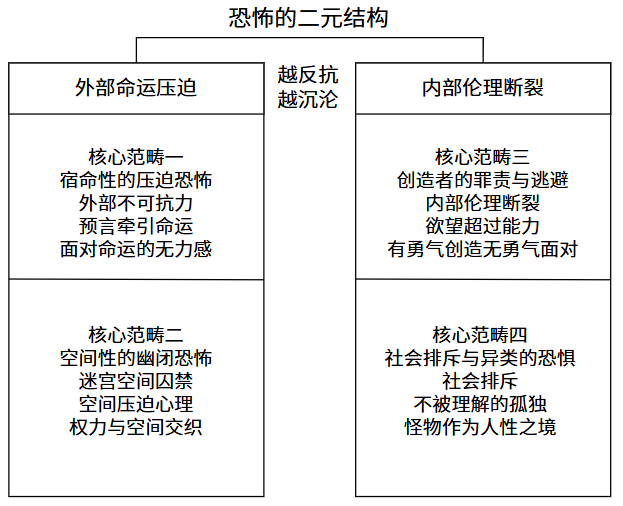 恐怖的二元结构
外部命运压迫
越反抗
越沉沦
内部伦理断裂
核心范畴一
宿命性的压迫恐怖
外部不可抗力
预言牵引命运
面对命运的无力感
核心范畴三
创造者的罪责与逃避
内部伦理断裂
欲望超过能力
有勇气创造无勇气面对
核心范畴二
空间性的幽闭恐怖
迷宫空间囚禁
空间压迫心理
权力与空间交织
核心范畴四
社会排斥与异类的恐惧
社会排斥
不被理解的孤独
怪物作为人性之境